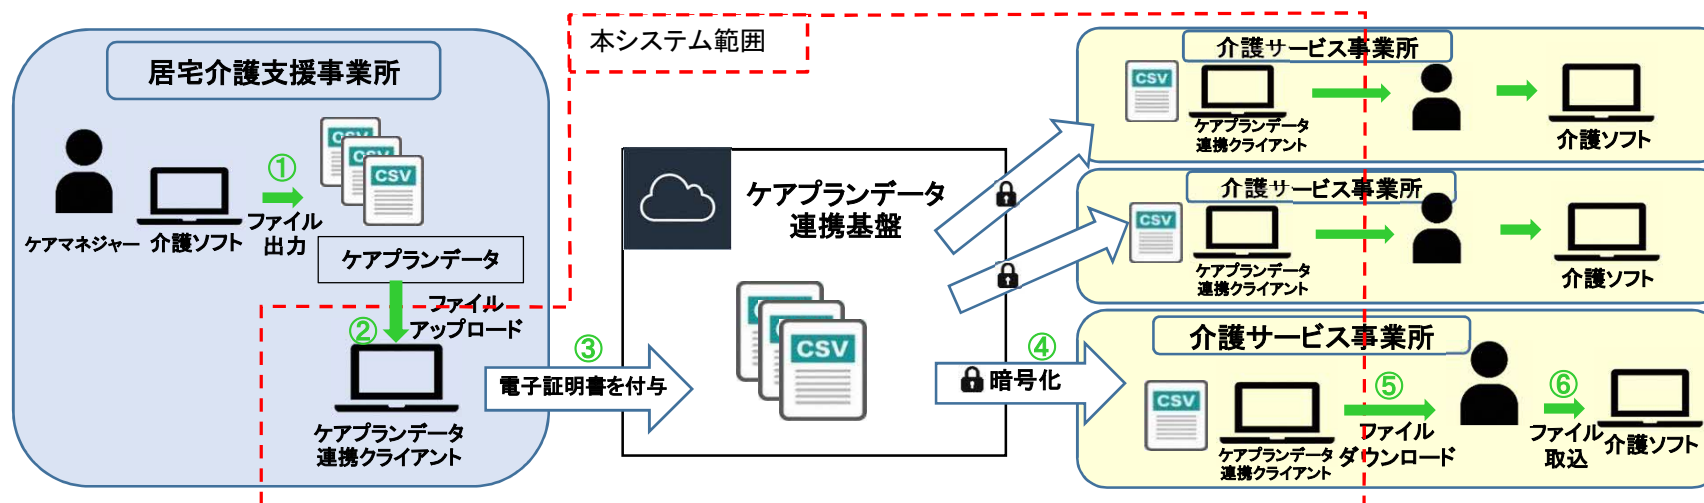 本システム範囲
居宅介護支援事業所
CSV
CSV
CSV
①
ファイル
出力
ケアマネジャー
介護ソフト
ケアプランデータ
②
ファイル
アップロード
ケアプランデータ
連携クライアント
③
電子証明書を付与
ケアプランデータ
連携基盤
CSV
CSV
CSV
④
暗号化
介護サービス事業所
CSV
ケアプランデータ
連携クライアント
介護ソフト
介護サービス事業所
CSV
ケアプランデータ
連携クライアント
介護ソフト
介護サービス事業所
CSV
ケアプランデータ
連携クライアント
⑤
ファイル
ダウンロード
⑥
ファイル
取込
介護ソフト